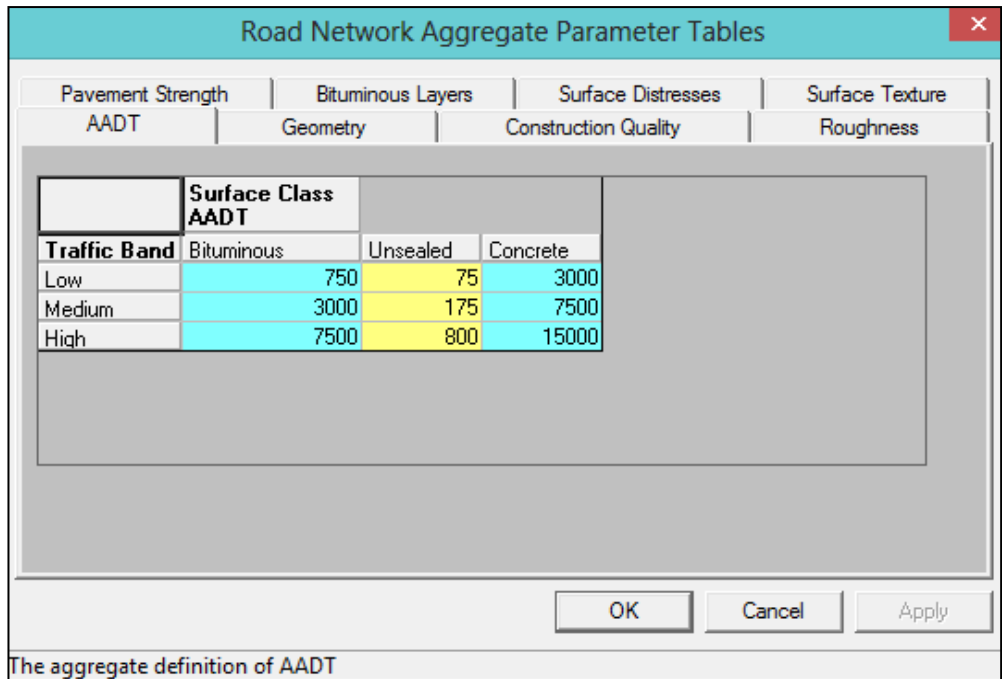 Road Network Aggregate Parameter Tables
Pavement Strength Bituminous Layers Surface Distresses Surface Texture
AADT Geometry Construction Quality Roughness
Surface Class
AADT
Traffic Band Bituminous Unsealed Concrete
Low 750 75 3000
Medium 3000 175 7500
High 7500 800 15000
OK Cancel Apply
The aggregate definition of AADT